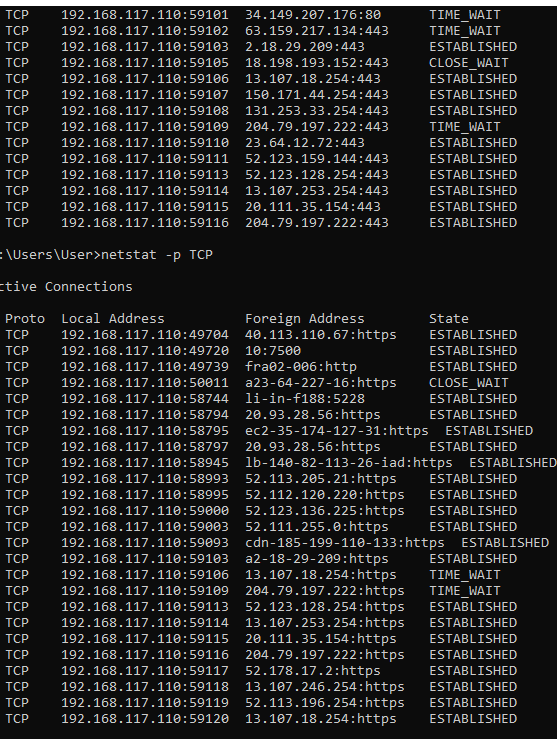 TCP    192.168.117.110:59101  34.149.207.176:80      TIME_WAIT
TCP    192.168.117.110:59102  63.159.217.134:443     TIME_WAIT
TCP    192.168.117.110:59103  2.18.29.209:443        ESTABLISHED
TCP    192.168.117.110:59105  18.198.193.152:443     CLOSE_WAIT
TCP    192.168.117.110:59106  13.107.18.254:443      ESTABLISHED
TCP    192.168.117.110:59107  150.171.44.254:443     ESTABLISHED
TCP    192.168.117.110:59108  131.253.33.254:443     ESTABLISHED
TCP    192.168.117.110:59109  204.79.197.222:443     TIME_WAIT
TCP    192.168.117.110:59110  23.64.12.72:443        ESTABLISHED
TCP    192.168.117.110:59111  52.123.159.144:443     ESTABLISHED
TCP    192.168.117.110:59113  52.123.128.254:443     ESTABLISHED
TCP    192.168.117.110:59114  13.107.253.254:443     ESTABLISHED
TCP    192.168.117.110:59115  20.111.35.154:443      ESTABLISHED
TCP    192.168.117.110:59116  204.79.197.222:443     ESTABLISHED
:\Users\User>netstat -p TCP
ctive Connections
Proto  Local Address          Foreign Address        State
TCP    192.168.117.110:49704  40.113.110.67:https    ESTABLISHED
TCP    192.168.117.110:49720  10:7500                ESTABLISHED
TCP    192.168.117.110:49739  fra02-006:http         ESTABLISHED
TCP    192.168.117.110:50011  a23-64-227-16:https    CLOSE_WAIT
TCP    192.168.117.110:58744  li-in-f188:5228        ESTABLISHED
TCP    192.168.117.110:58794  20.93.28.56:https      ESTABLISHED
TCP    192.168.117.110:58795  ec2-35-174-127-31:https  ESTABLISHED
TCP    192.168.117.110:58797  20.93.28.56:https      ESTABLISHED
TCP    192.168.117.110:58945  lb-140-82-113-26-iad:https  ESTABLISHED
TCP    192.168.117.110:58993  52.113.205.21:https    ESTABLISHED
TCP    192.168.117.110:58995  52.112.120.220:https   ESTABLISHED
TCP    192.168.117.110:59000  52.123.136.225:https   ESTABLISHED
TCP    192.168.117.110:59003  52.111.255.0:https     ESTABLISHED
TCP    192.168.117.110:59093  cdn-185-199-110-133:https  ESTABLISHED
TCP    192.168.117.110:59103  a2-18-29-209:https     ESTABLISHED
TCP    192.168.117.110:59106  13.107.18.254:https    TIME_WAIT
TCP    192.168.117.110:59109  204.79.197.222:https   TIME_WAIT
TCP    192.168.117.110:59113  52.123.128.254:https   ESTABLISHED
TCP    192.168.117.110:59114  13.107.253.254:https   ESTABLISHED
TCP    192.168.117.110:59115  20.111.35.154:https    ESTABLISHED
TCP    192.168.117.110:59116  204.79.197.222:https   ESTABLISHED
TCP    192.168.117.110:59117  52.178.17.2:https      ESTABLISHED
TCP    192.168.117.110:59118  13.107.246.254:https   ESTABLISHED
TCP    192.168.117.110:59119  52.113.196.254:https   ESTABLISHED
TCP    192.168.117.110:59120  13.107.18.254:https    ESTABLISHED